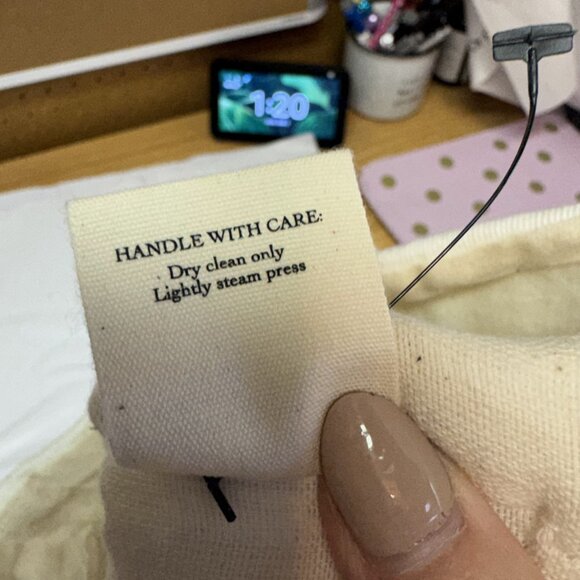 1:20
HANDLE WITH CARE:
Dry clean only
Lightly steam press